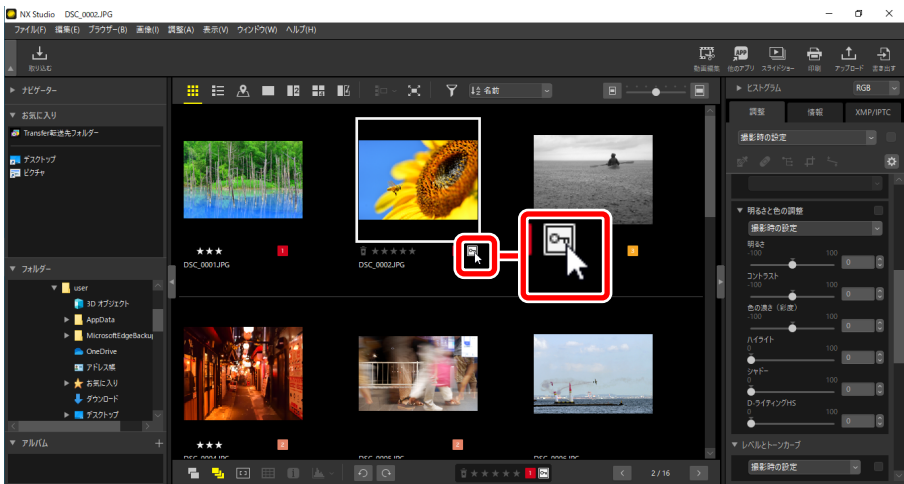 NX Studio DSC_0002.JPG
ファイル(F) 編集(E) ブラウザー(B) 画像(I) 調整(A) 表示(V) ウィンドウ(W) ヘルプ(H)
取り込む
動画編集 他のアプリ スライドショー 印刷 アップロード 書き出す
ナビゲーター
お気に入り
Transfer転送先フォルダー
デスクトップ
ピクチャ
フォルダー
user
3D オブジェクト
AppData
MicrosoftEdgeBackup
OneDrive
アドレス帳
お気に入り
ダウンロード
デスクトップ
アルバム
名前
★★★ 1
DSC_0001.JPG
★★★★★
DSC_0002.JPG
★★★ 2
DSC_0004.JPG
2
DSC_0005.JPG
DSC_0006.JPG
★★★★★ 1
2 / 16
ヒストグラム RGB
調整 情報 XMP/IPTC
撮影時の設定
明るさと色の調整
撮影時の設定
明るさ
-100 100 0
コントラスト
-100 100 0
色の濃さ（彩度）
-100 100 0
ハイライト
0 100 0
シャドー
0 100 0
D-ライティングHS
0 100 0
レベルとトーンカーブ
撮影時の設定